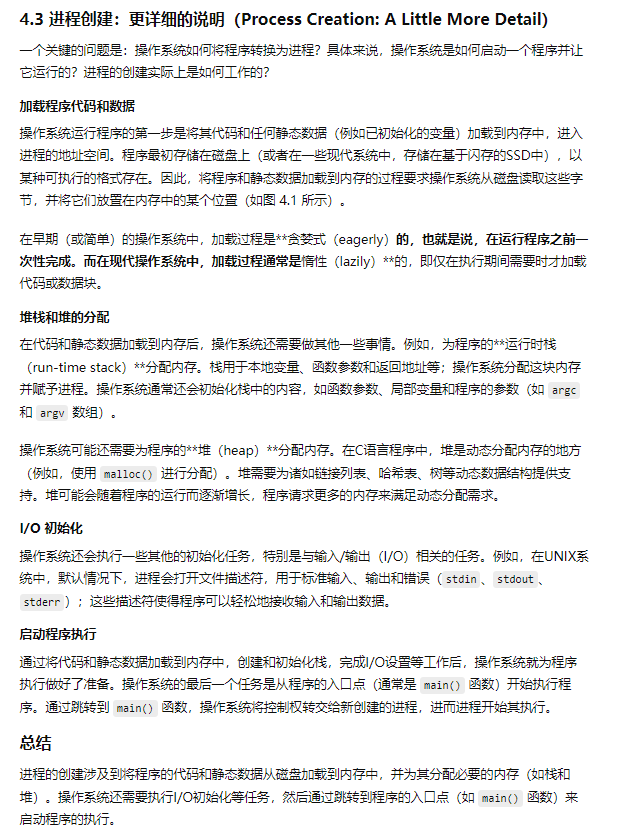 4.3 进程创建：更详细的说明（Process Creation: A Little More Detail）
一个关键的问题是：操作系统如何将程序转换为进程？具体来说，操作系统是如何启动一个程序并让
它运行的？进程的创建实际上是如何工作的？
加载程序代码和数据
操作系统运行程序的第一步是将其代码和任何静态数据（例如已初始化的变量）加载到内存中，进入
进程的地址空间。程序最初存储在磁盘上（或者在一些现代系统中，存储在基于闪存的SSD中），以
某种可执行的格式存在。因此，将程序和静态数据加载到内存的过程要求操作系统从磁盘读取这些字
节，并将它们放置在内存中的某个位置（如图 4.1 所示）。
在早期（或简单）的操作系统中，加载过程是**贪婪式（eagerly）的，也就是说，在运行程序之前一
次性完成。而在现代操作系统中，加载过程通常是惰性（lazily）**的，即仅在执行期间需要时才加载
代码或数据块。
堆栈和堆的分配
在代码和静态数据加载到内存后，操作系统还需要做其他一些事情。例如，为程序的**运行时栈
（run-time stack）**分配内存。栈用于本地变量、函数参数和返回地址等；操作系统分配这块内存
并赋予进程。操作系统通常还会初始化栈中的内容，如函数参数、局部变量和程序的参数（如 argc
和 argv 数组）。
操作系统可能还需要为程序的**堆（heap）**分配内存。在C语言程序中，堆是动态分配内存的地方
（例如，使用 malloc() 进行分配）。堆需要为诸如链接列表、哈希表、树等动态数据结构提供支
持。堆可能会随着程序的运行而逐渐增长，程序请求更多的内存来满足动态分配需求。
I/O 初始化
操作系统还会执行一些其他的初始化任务，特别是与输入/输出（I/O）相关的任务。例如，在UNIX系
统中，默认情况下，进程会打开文件描述符，用于标准输入、输出和错误（stdin、stdout、
stderr）；这些描述符使得程序可以轻松地接收输入和输出数据。
启动程序执行
通过将代码和静态数据加载到内存中，创建和初始化栈，完成I/O设置等工作后，操作系统就为程序
执行做好了准备。操作系统的最后一个任务是从程序的入口点（通常是 main() 函数）开始执行程
序。通过跳转到 main() 函数，操作系统将控制权转交给新创建的进程，进而进程开始其执行。
总结
进程的创建涉及到将程序的代码和静态数据从磁盘加载到内存中，并为其分配必要的内存（如栈和
堆）。操作系统还需要执行I/O初始化等任务，然后通过跳转到程序的入口点（如 main() 函数）来
启动程序的执行。